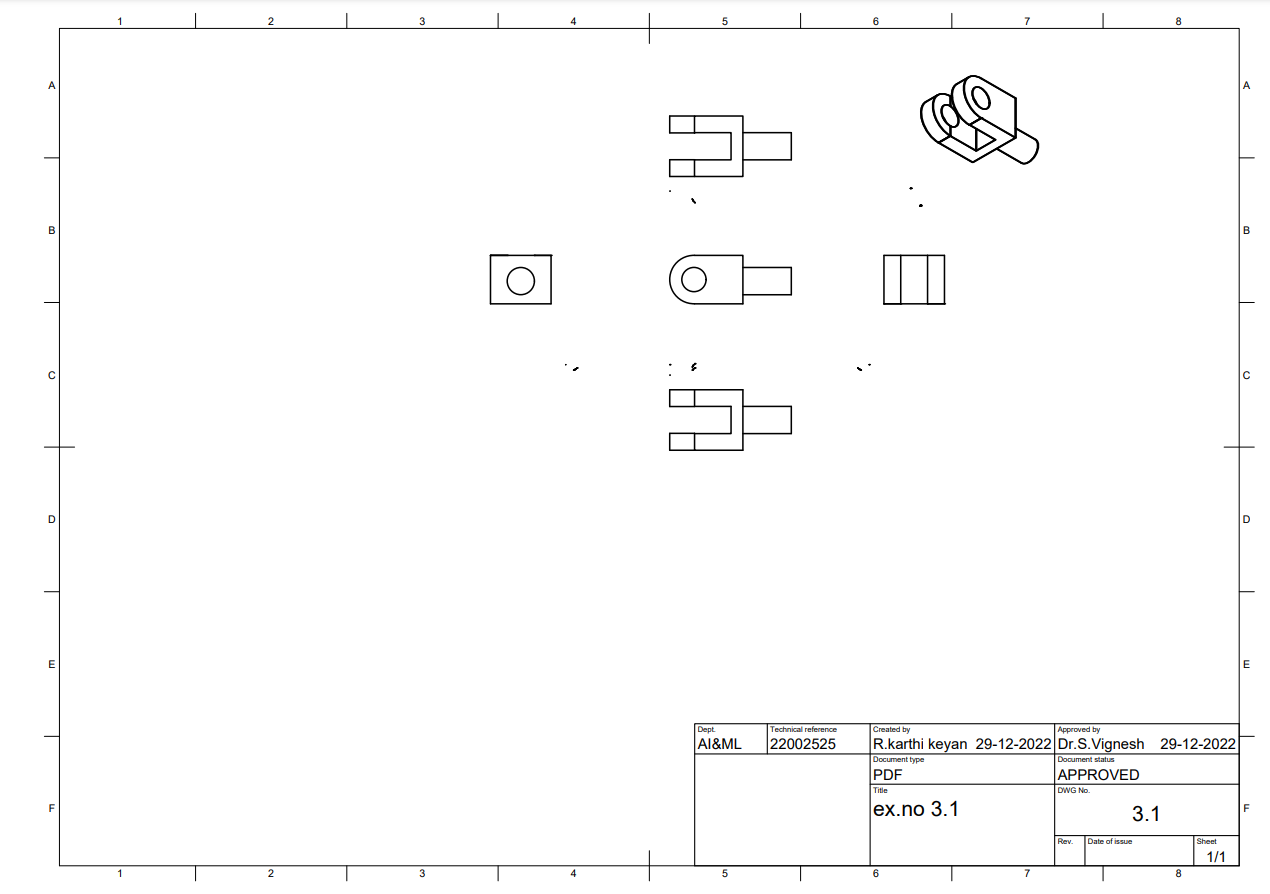 1 2 3 4 5 6 7 8
A A
B B
C C
D D
E E
F F
Dept. Technical reference Created by Approved by
AI&ML 22002525 R.karthi keyan 29-12-2022 Dr.S.Vignesh 29-12-2022
Document type Document status
PDF APPROVED
Title DWG No.
ex.no 3.1 3.1
Rev. Date of issue Sheet
1/1
1 2 3 4 5 6 7 8